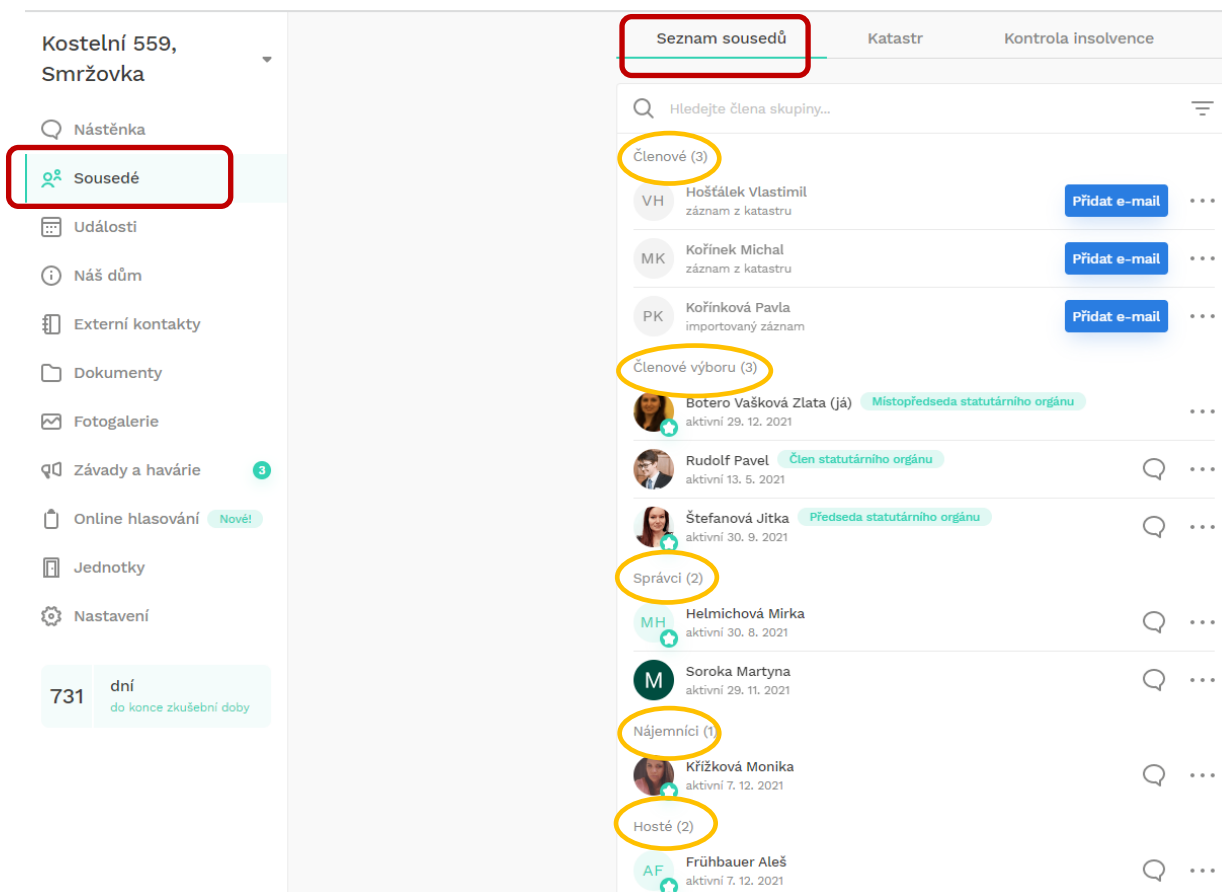 Kostelní 559,
Smržovka
Nástěnka
Sousedé
Události
Náš dům
Externí kontakty
Dokumenty
Fotogalerie
Závady a havárie 3
Online hlasování Nové!
Jednotky
Nastavení
731 dní
do konce zkušební doby
Seznam sousedů Katastr Kontrola insolvence
Hledejte člena skupiny...
Členové (3)
VH Hošťálek Vlastimil
záznam z katastru
Přidat e-mail
MK Kořínek Michal
záznam z katastru
Přidat e-mail
PK Kořínková Pavla
importovaný záznam
Přidat e-mail
Členové výboru (3)
Botero Vašková Zlata (já) Místopředseda statutárního orgánu
aktivní 29. 12. 2021
Rudolf Pavel Člen statutárního orgánu
aktivní 13. 5. 2021
Štefanová Jitka Předseda statutárního orgánu
aktivní 30. 9. 2021
Správci (2)
MH Helmichová Mirka
aktivní 30. 8. 2021
M Soroka Martyna
aktivní 29. 11. 2021
Nájemníci (1)
Křížková Monika
aktivní 7. 12. 2021
Hosté (2)
AF Frühbauer Aleš
aktivní 7. 12. 2021